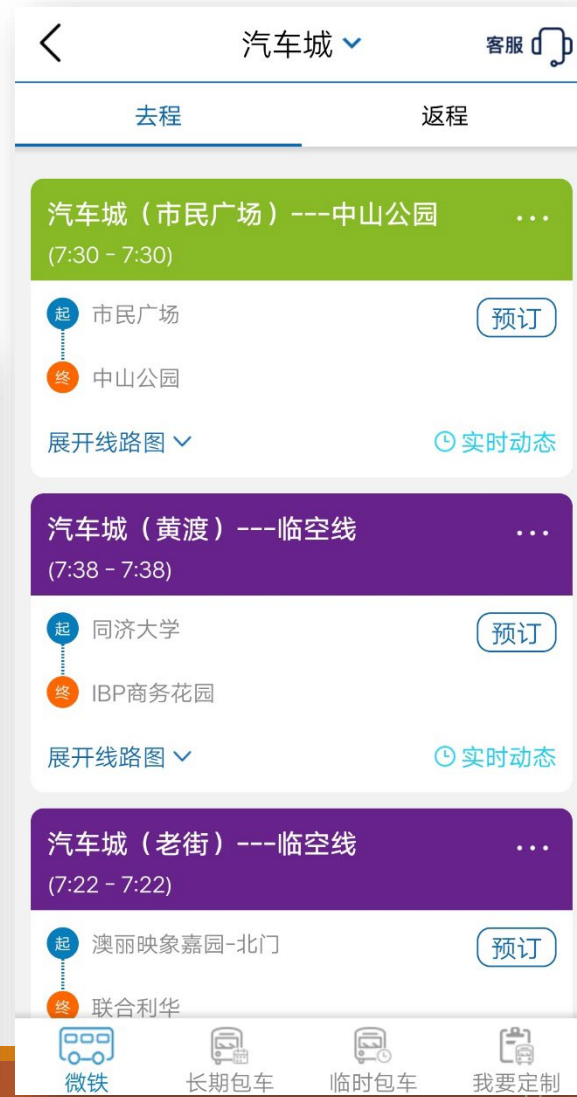 汽车城 客服
去程 返程
汽车城（市民广场）---中山公园 ...
(7:30 - 7:30)
起 市民广场 预订
终 中山公园
展开线路图 实时动态
汽车城（黄渡）---临空线 ...
(7:38 - 7:38)
起 同济大学 预订
终 IBP商务花园
展开线路图 实时动态
汽车城（老街）---临空线 ...
(7:22 - 7:22)
起 澳丽映象嘉园-北门 预订
终 联合利华
微铁 长期包车 临时包车 我要定制